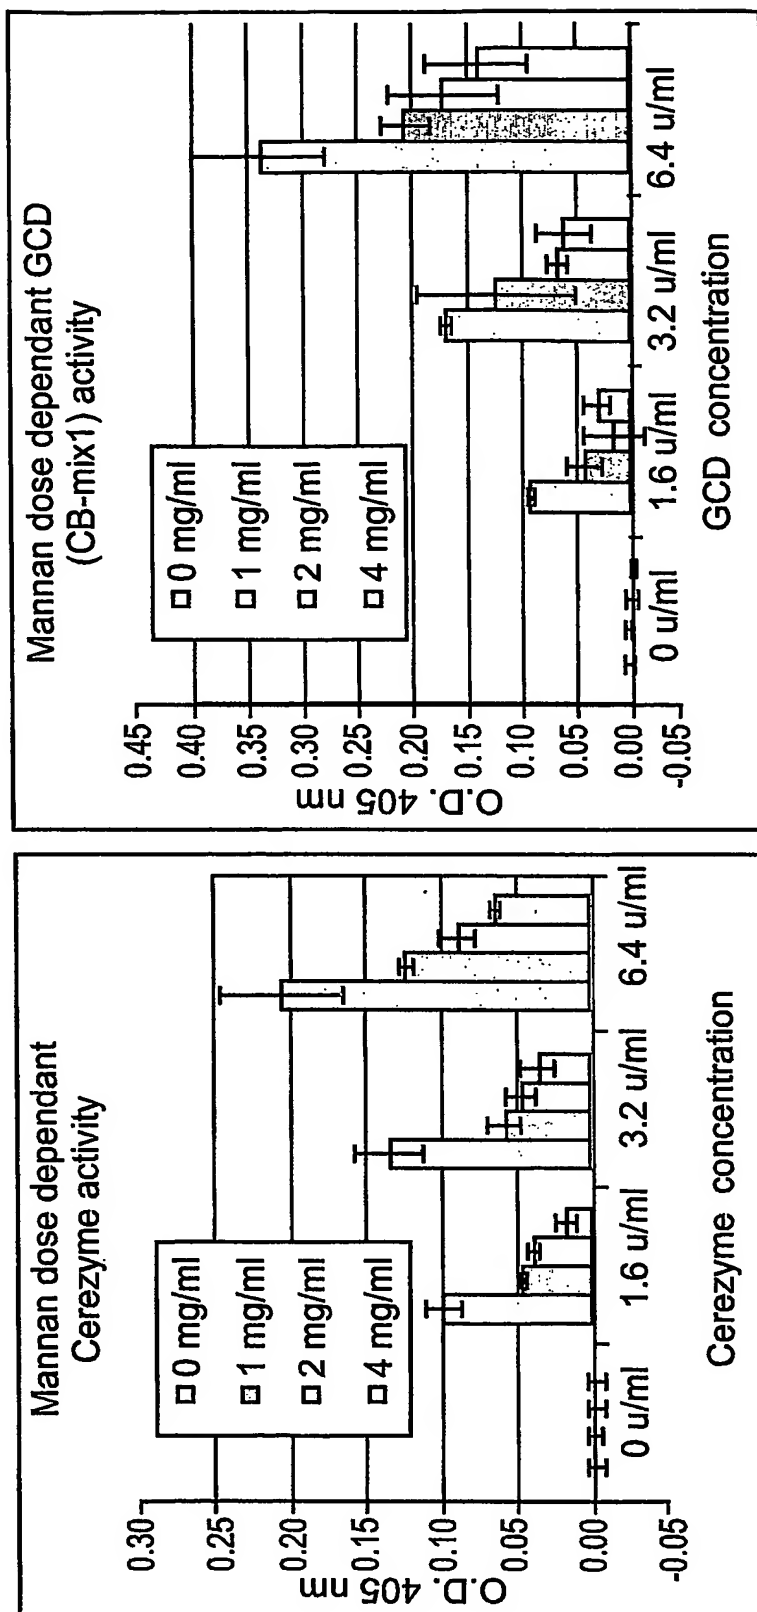 Mannan dose dependant
Cerezyme activity
0 mg/ml
1 mg/ml
2 mg/ml
4 mg/ml
O.D. 405 nm
0.30
0.25
0.20
0.15
0.10
0.05
0.00
-0.05
0 u/ml
1.6 u/ml
3.2 u/ml
6.4 u/ml
Cerezyme concentration
Mannan dose dependant GCD
(CB-mix1) activity
0 mg/ml
1 mg/ml
2 mg/ml
4 mg/ml
O.D. 405 nm
0.45
0.40
0.35
0.30
0.25
0.20
0.15
0.10
0.05
0.00
-0.05
0 u/ml
1.6 u/ml
3.2 u/ml
6.4 u/ml
GCD concentration